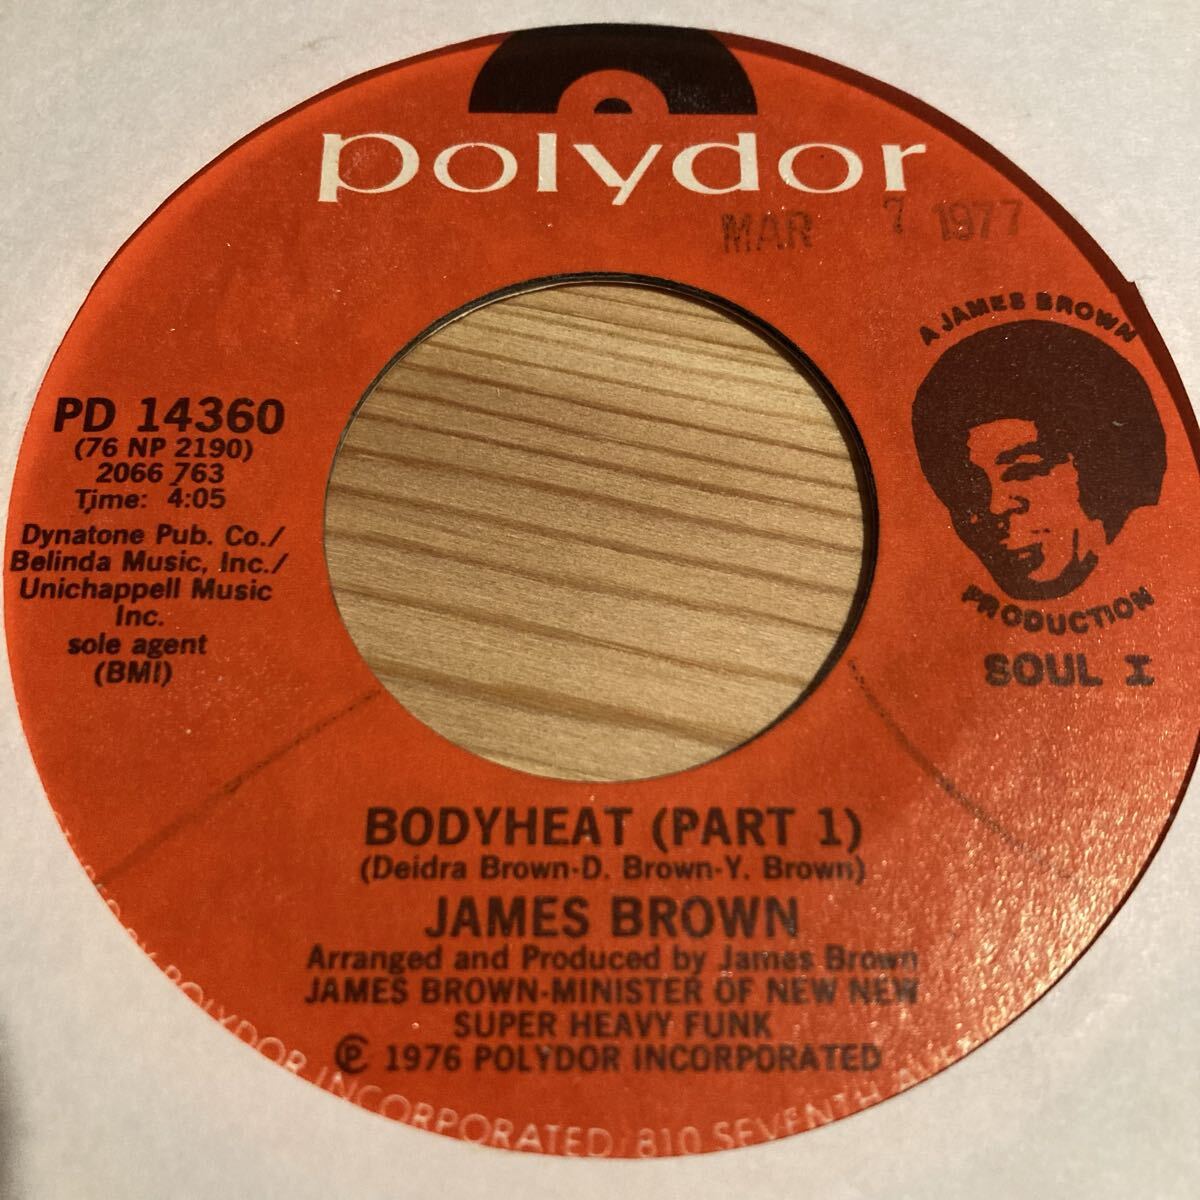 polydor
MAR 7 1977
A JAMES BROWN
PRODUCTION
SOUL I
PD 14360
(76 NP 2190)
2066 763
Time: 4:05
Dynatone Pub. Co./
Belinda Music, Inc./
Unichappell Music
Inc.
sole agent
(BMI)
BODYHEAT (PART 1)
(Deidra Brown-D. Brown-Y. Brown)
JAMES BROWN
Arranged and Produced by James Brown
JAMES BROWN-MINISTER OF NEW NEW
SUPER HEAVY FUNK
℗ © 1976 POLYDOR INCORPORATED
BY POLYDOR INCORPORATED, 810 SEVENTH AVENUE